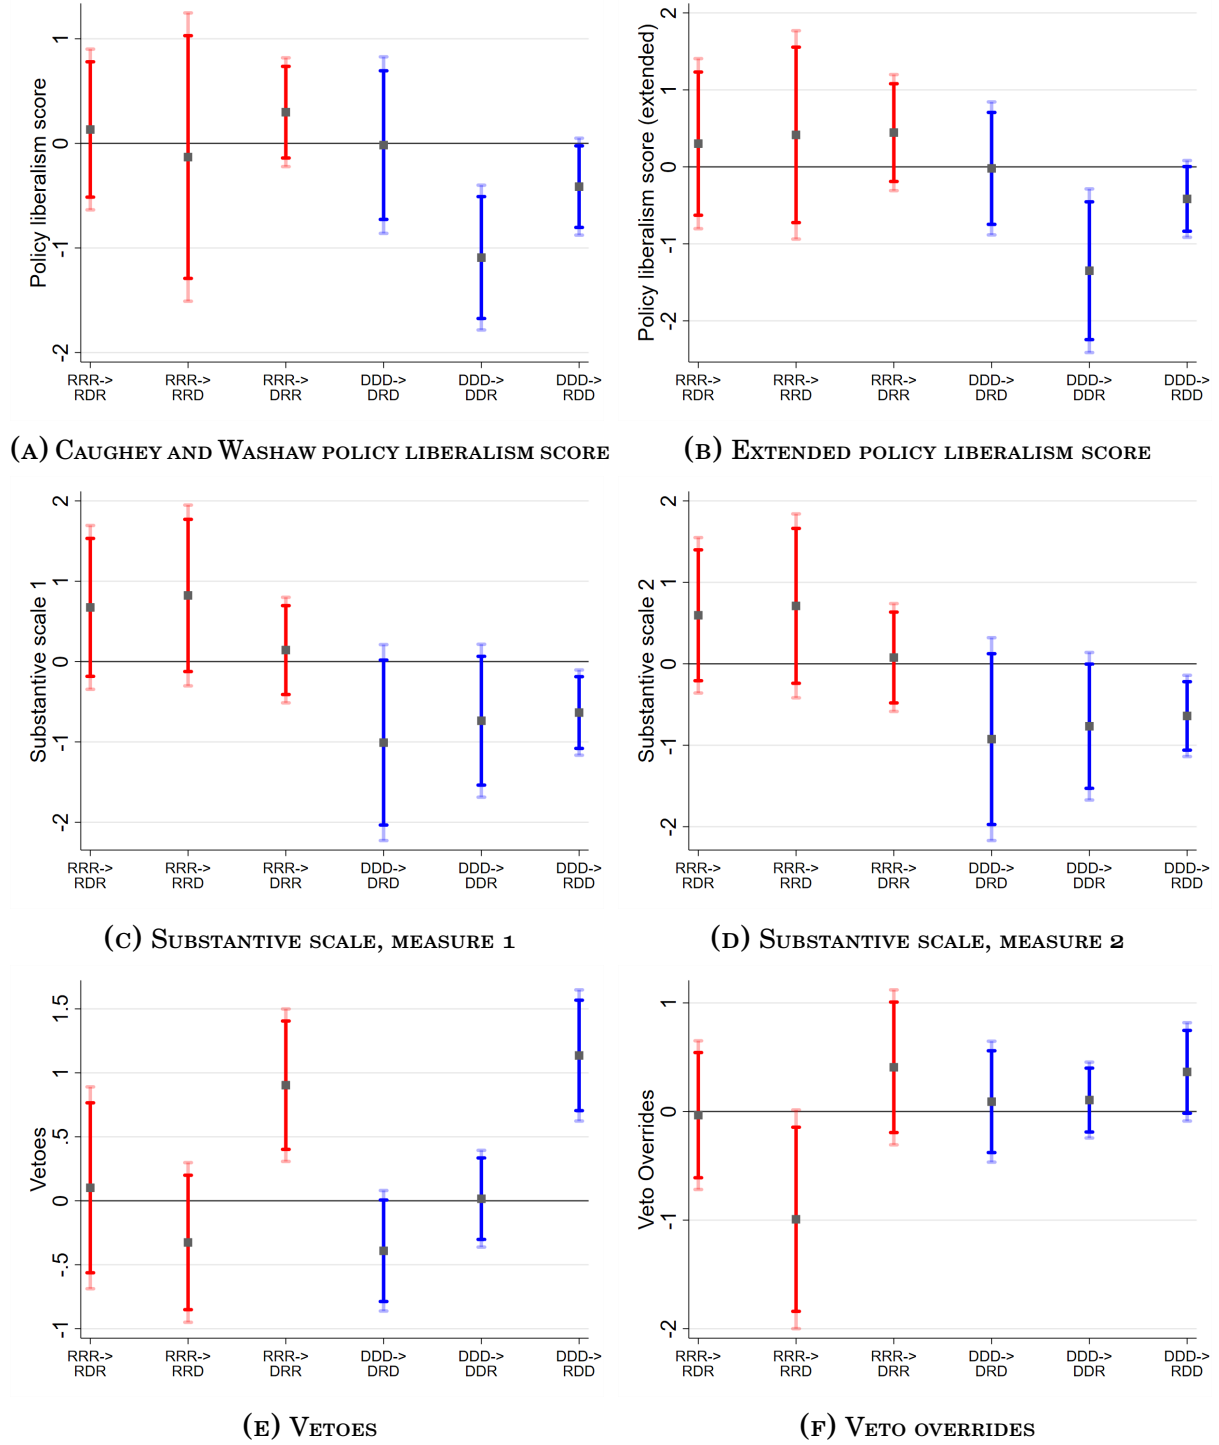 Policy liberalism score
1
0
-1
-2
RRR-> RRR-> RRR-> DDD-> DDD-> DDD->
RDR RRD DRR DRD DDR RDD
(A) Caughey and Washaw policy liberalism score
Policy liberalism score (extended)
2
1
0
-1
-2
RRR-> RRR-> RRR-> DDD-> DDD-> DDD->
RDR RRD DRR DRD DDR RDD
(B) Extended policy liberalism score
Substantive scale 1
2
1
0
-1
-2
RRR-> RRR-> RRR-> DDD-> DDD-> DDD->
RDR RRD DRR DRD DDR RDD
(C) Substantive scale, measure 1
Substantive scale 2
2
1
0
-1
-2
RRR-> RRR-> RRR-> DDD-> DDD-> DDD->
RDR RRD DRR DRD DDR RDD
(D) Substantive scale, measure 2
Vetoes
1.5
1
.5
0
-.5
-1
RRR-> RRR-> RRR-> DDD-> DDD-> DDD->
RDR RRD DRR DRD DDR RDD
(E) Vetoes
Veto Overrides
1
0
-1
-2
RRR-> RRR-> RRR-> DDD-> DDD-> DDD->
RDR RRD DRR DRD DDR RDD
(F) Veto overrides